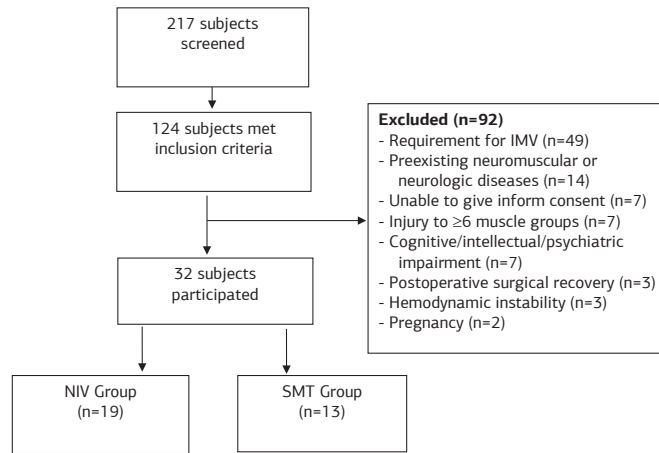 217 subjects
screened
124 subjects met
inclusion criteria
Excluded (n=92)
- Requirement for IMV (n=49)
- Preexisting neuromuscular or
neurologic diseases (n=14)
- Unable to give inform consent (n=7)
- Injury to ≥6 muscle groups (n=7)
- Cognitive/intellectual/psychiatric
impairment (n=7)
- Postoperative surgical recovery (n=3)
- Hemodynamic instability (n=3)
- Pregnancy (n=2)
32 subjects
participated
NIV Group
(n=19)
SMT Group
(n=13)